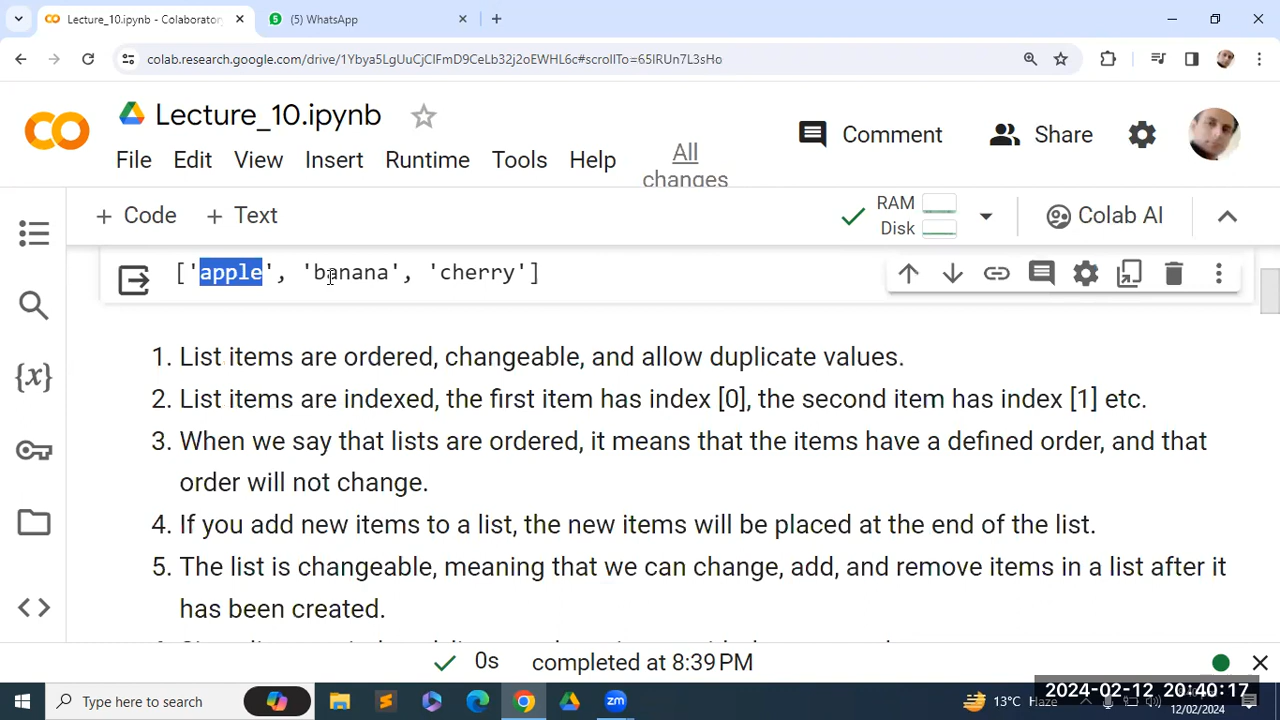 Lecture_10.ipynb - Colaboratory
(5) WhatsApp
colab.research.google.com/drive/1Ybya5LgUuCjClFmD9CeLb32j2oEWHL6c#scrollTo=65IRUn7L3sHo
Lecture_10.ipynb
File Edit View Insert Runtime Tools Help
All changes
Comment
Share
+ Code + Text
RAM
Disk
Colab AI
['apple', 'banana', 'cherry']
1. List items are ordered, changeable, and allow duplicate values.
2. List items are indexed, the first item has index [0], the second item has index [1] etc.
3. When we say that lists are ordered, it means that the items have a defined order, and that
order will not change.
4. If you add new items to a list, the new items will be placed at the end of the list.
5. The list is changeable, meaning that we can change, add, and remove items in a list after it
has been created.
0s completed at 8:39 PM
Type here to search
13°C Haze
2024-02-12 20:40:17
12/02/2024